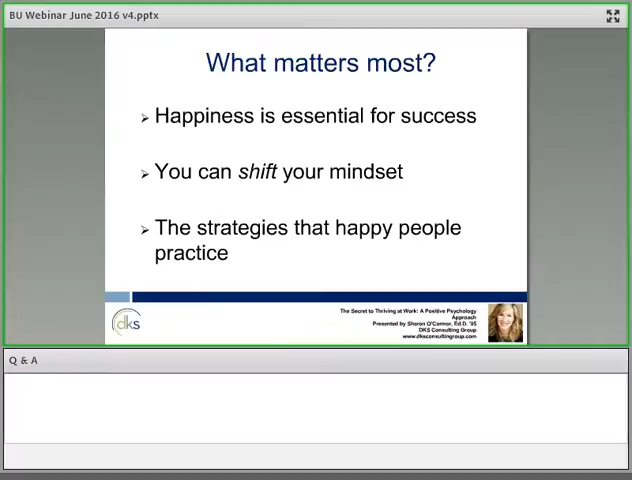 BU Webinar June 2016 v4.pptx
What matters most?
➢ Happiness is essential for success
➢ You can shift your mindset
➢ The strategies that happy people
practice
dks
The Secret to Thriving at Work: A Positive Psychology
Approach
Presented by Sharon O'Connor, Ed.D. '95
DKS Consulting Group
www.dksconsultinggroup.com
Q & A